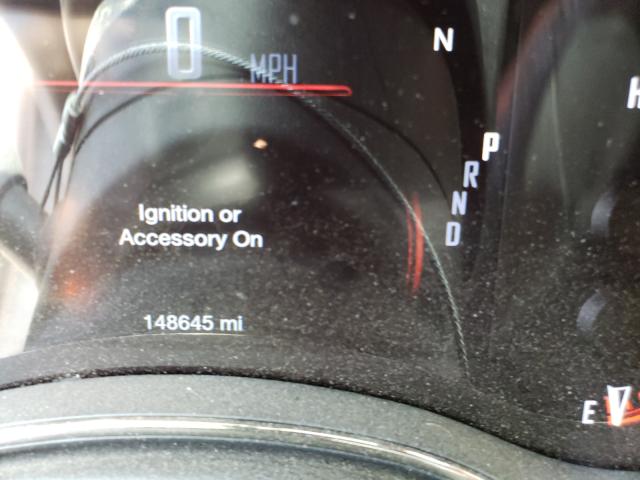 0 MPH
N
H
P
R
N
D
Ignition or
Accessory On
148645 mi
E